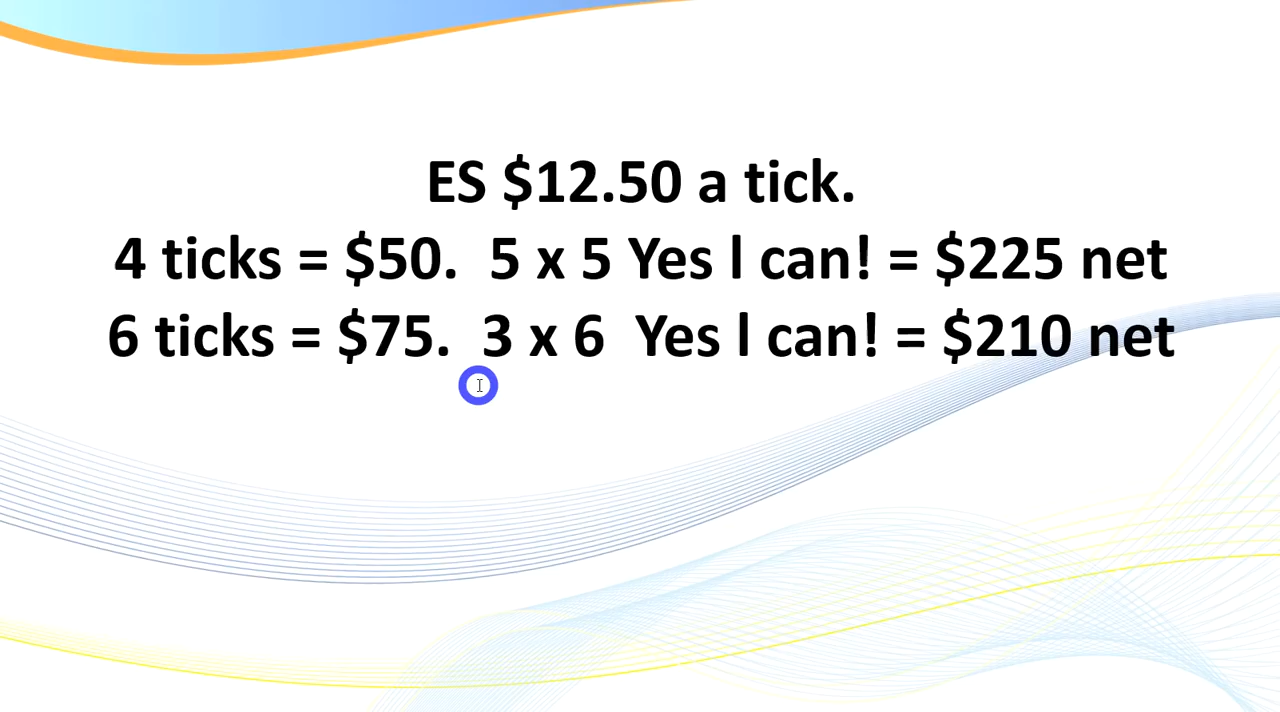 ES $12.50 a tick.
4 ticks = $50.  5 x 5 Yes I can! = $225 net
6 ticks = $75.  3 x 6  Yes I can! = $210 net